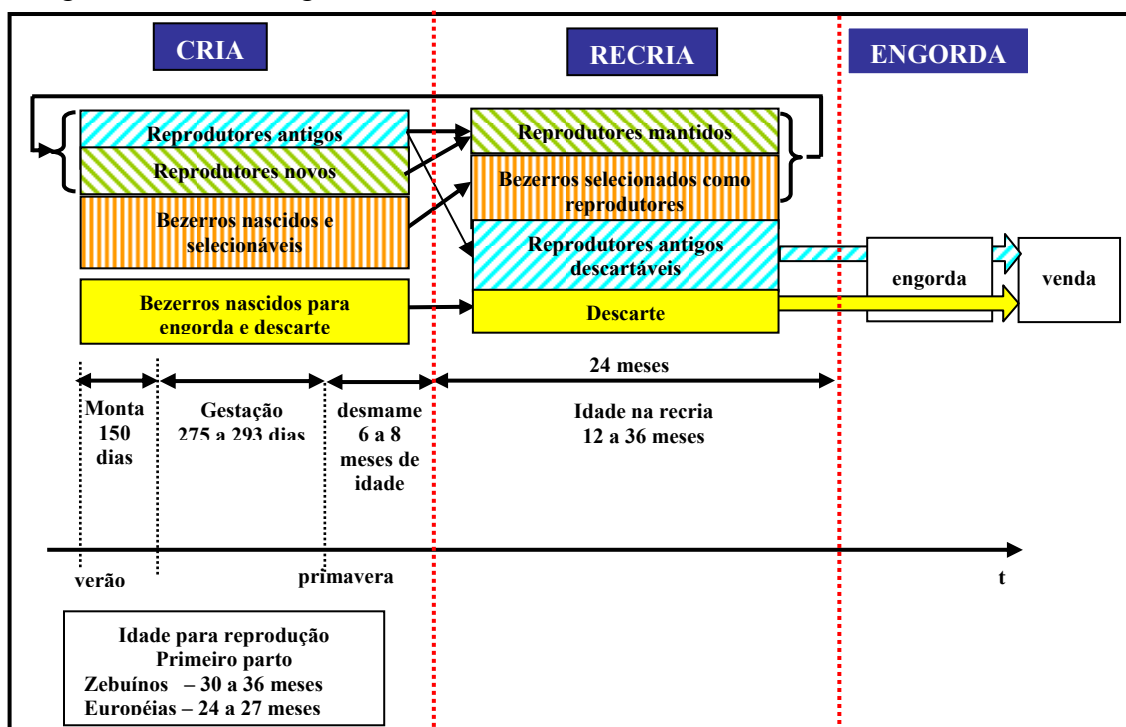 CRIA
RECRIA
ENGORDA
Reprodutores antigos
Reprodutores novos
Bezerros nascidos e
selecionáveis
Bezerros nascidos para
engorda e descarte
Reprodutores mantidos
Bezerros selecionados como
reprodutores
Reprodutores antigos
descartáveis
Descarte
engorda
venda
Monta
150
dias
Gestação
275 a 293 dias
desmame
6 a 8
meses de
idade
24 meses
Idade na recria
12 a 36 meses
verão
primavera
t
Idade para reprodução
Primeiro parto
Zebuínos – 30 a 36 meses
Européias – 24 a 27 meses